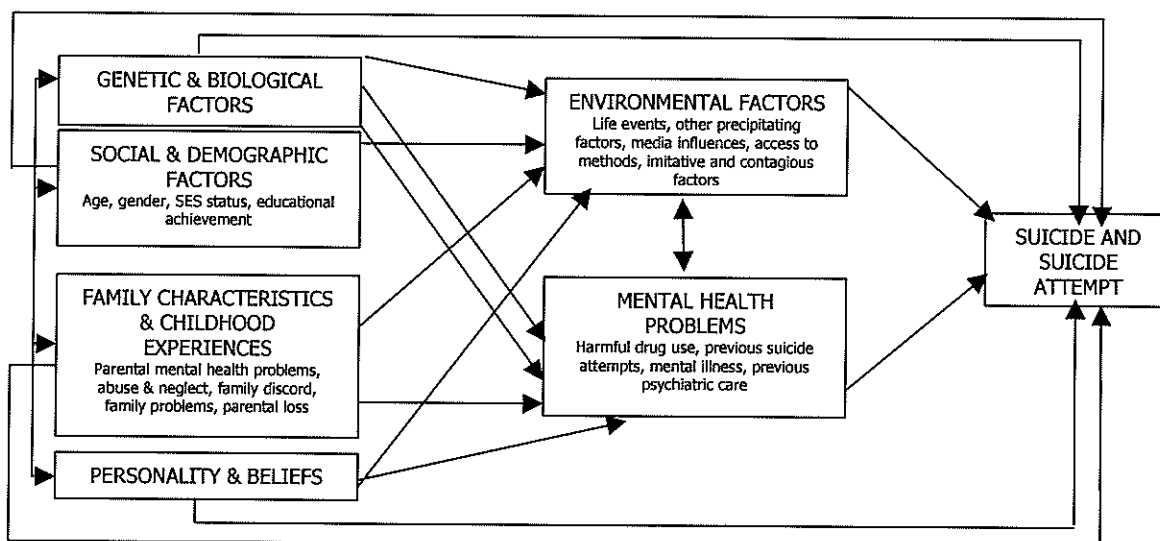 GENETIC & BIOLOGICAL
FACTORS
SOCIAL & DEMOGRAPHIC
FACTORS
Age, gender, SES status, educational
achievement
FAMILY CHARACTERISTICS
& CHILDHOOD
EXPERIENCES
Parental mental health problems,
abuse & neglect, family discord,
family problems, parental loss
PERSONALITY & BELIEFS
ENVIRONMENTAL FACTORS
Life events, other precipitating
factors, media influences, access to
methods, imitative and contagious
factors
MENTAL HEALTH
PROBLEMS
Harmful drug use, previous suicide
attempts, mental illness, previous
psychiatric care
SUICIDE AND
SUICIDE
ATTEMPT